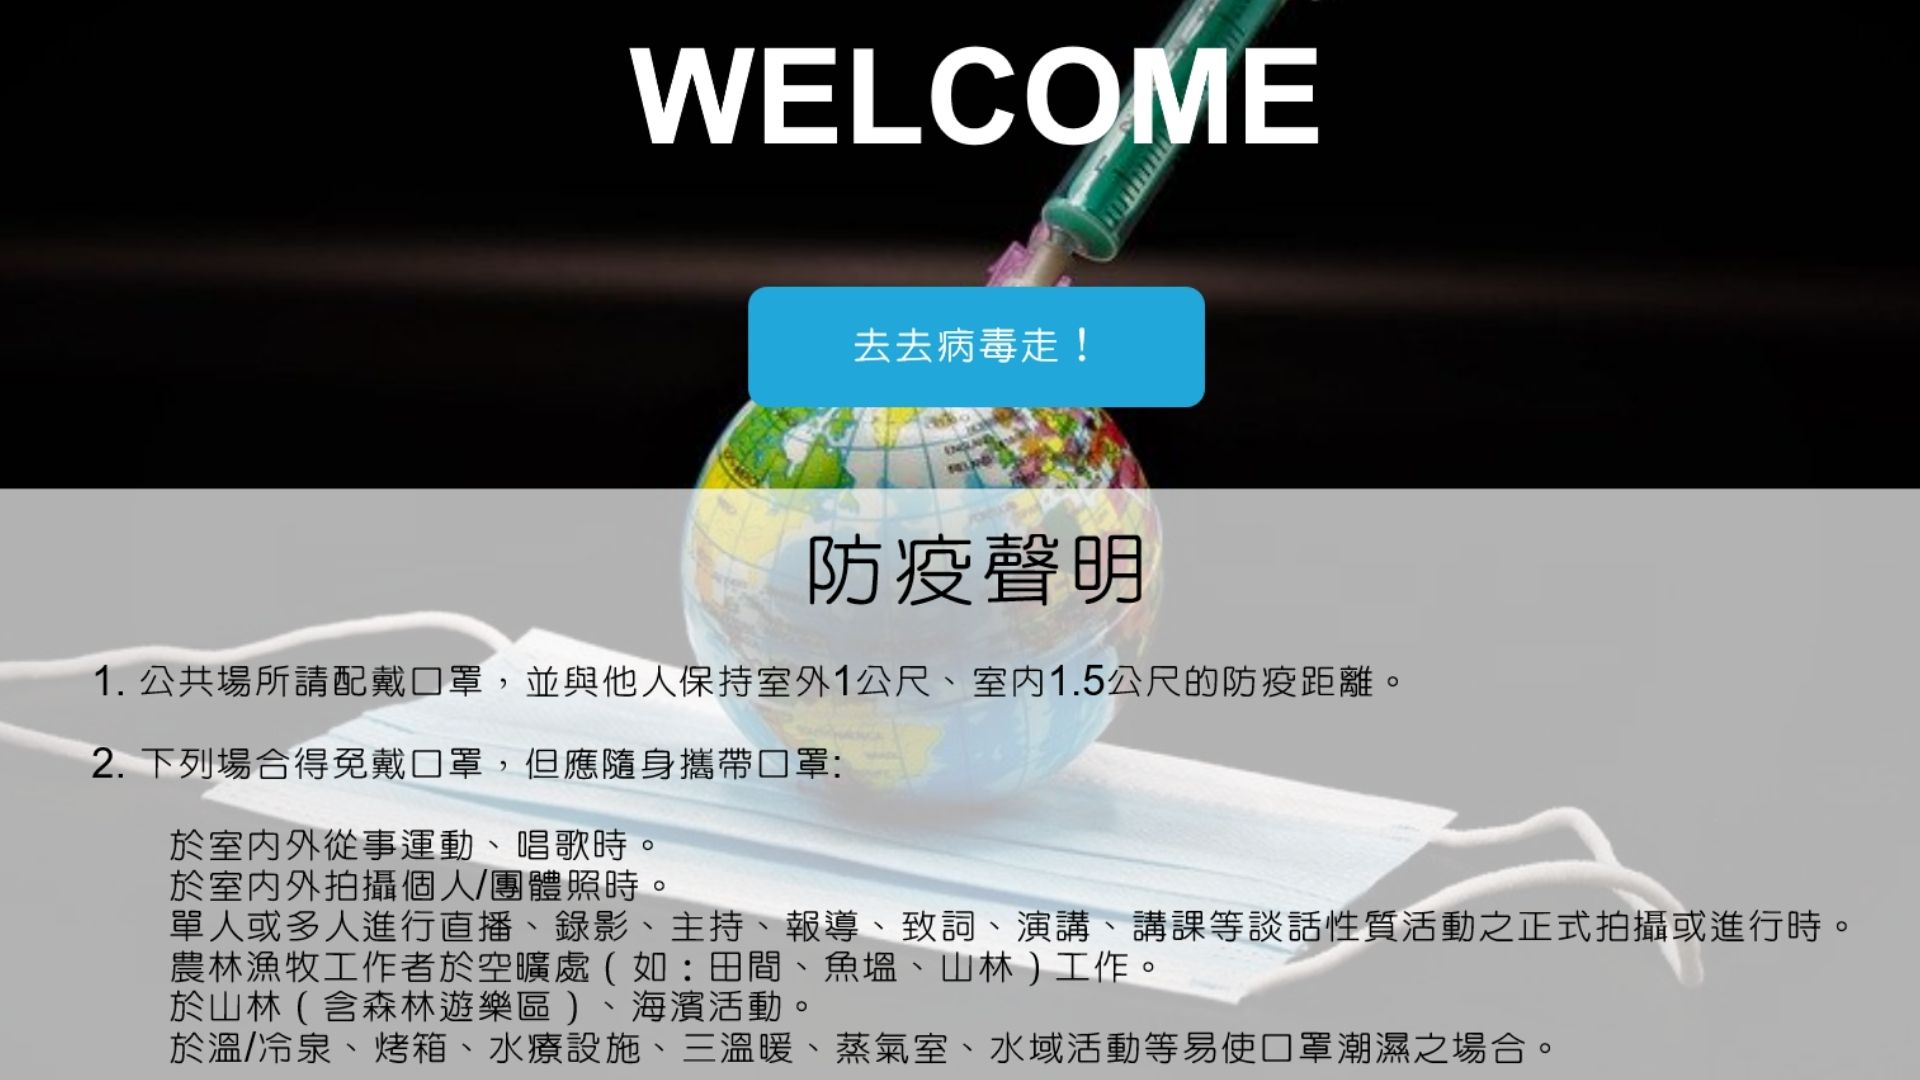 WELCOME
去去病毒走！
防疫聲明
1. 公共場所請配戴口罩，並與他人保持室外1公尺、室内1.5公尺的防疫距離。
2. 下列場合得免戴口罩，但應隨身攜帶口罩:
於室内外從事運動、唱歌時。
於室内外拍攝個人/團體照時。
單人或多人進行直播、錄影、主持、報導、致詞、演講、講課等談話性質活動之正式拍攝或進行時。
農林漁牧工作者於空曠處（如：田間、魚塭、山林）工作。
於山林（含森林遊樂區）、海濱活動。
於溫/冷泉、烤箱、水療設施、三溫暖、蒸氣室、水域活動等易使口罩潮濕之場合。